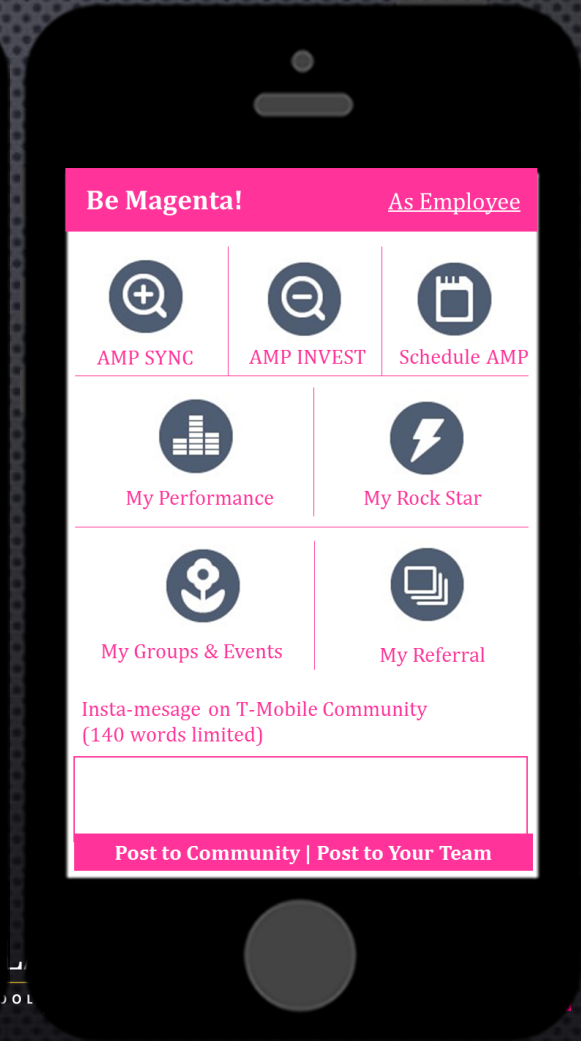 Be Magenta! As Employee
AMP SYNC AMP INVEST Schedule AMP
My Performance My Rock Star
My Groups & Events My Referral
Insta-mesage on T-Mobile Community
(140 words limited)
Post to Community | Post to Your Team